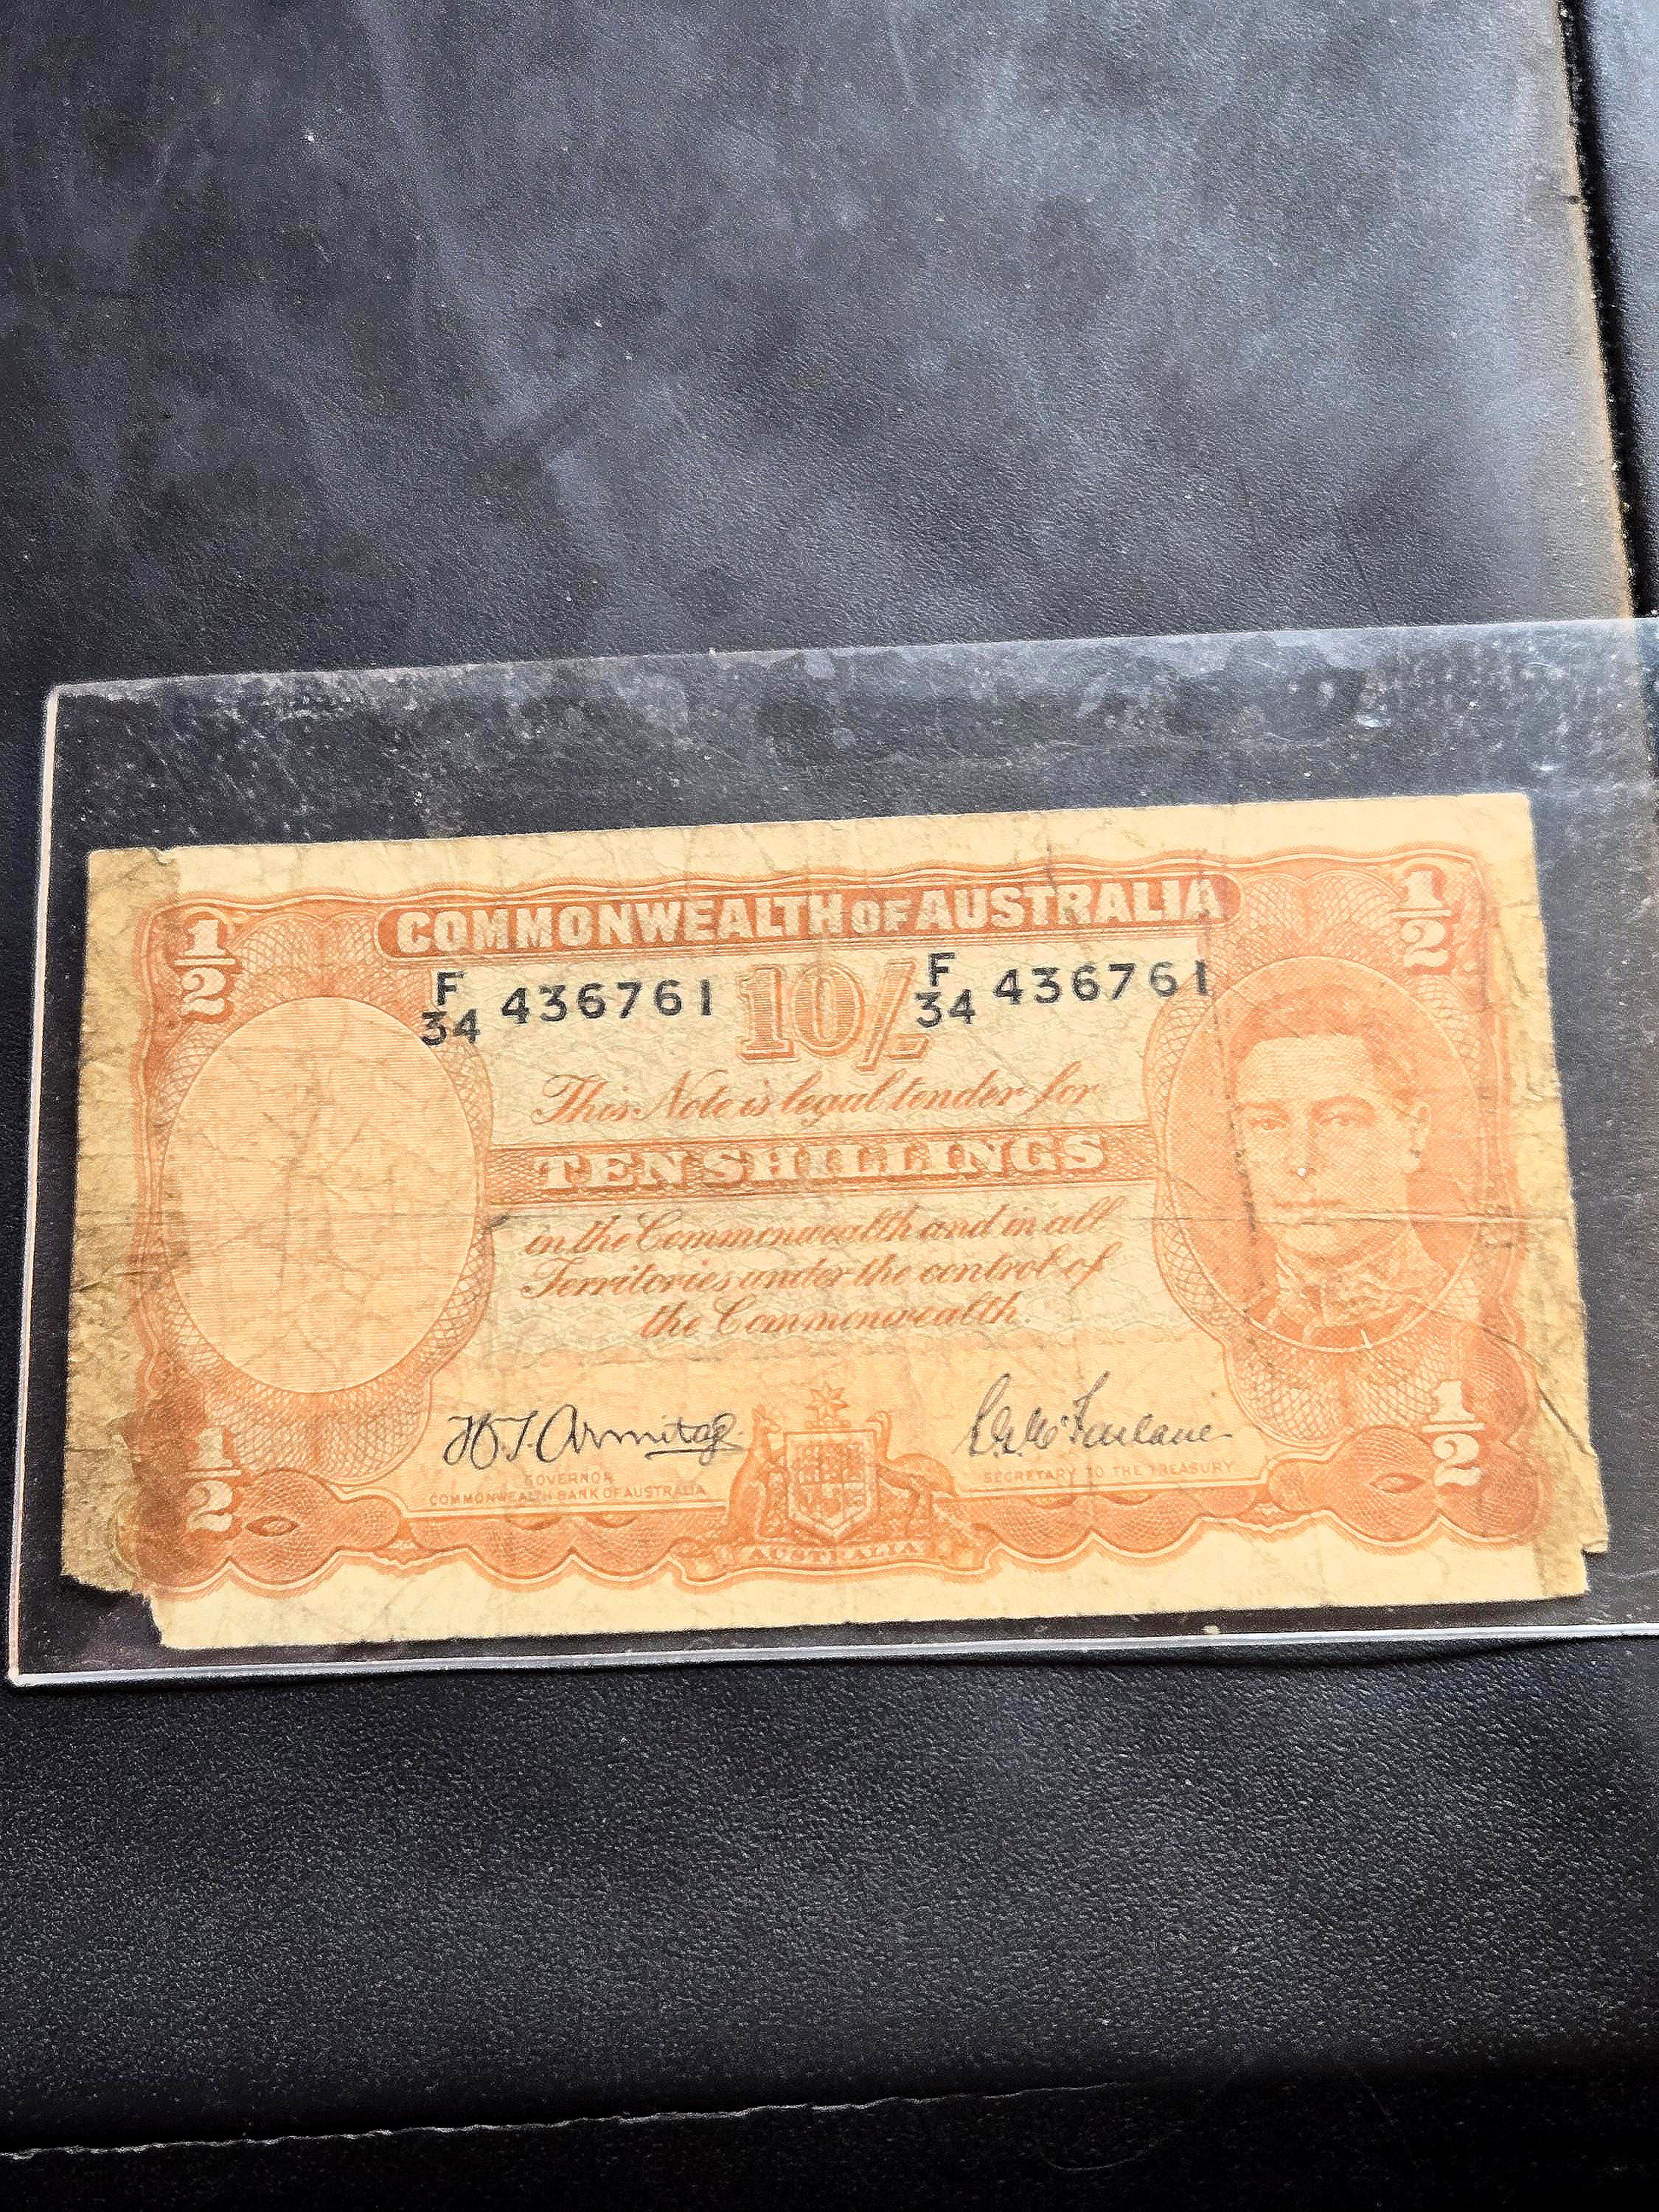 1/2 COMMONWEALTH OF AUSTRALIA 1/2
F/34 436761 10/- F/34 436761
This Note is legal tender for
TEN SHILLINGS
in the Commonwealth and in all
Territories under the control of
the Commonwealth.
H.T. Armitage S.G. McFarlane
GOVERNOR SECRETARY TO THE TREASURY
COMMONWEALTH BANK OF AUSTRALIA
1/2 AUSTRALIA 1/2